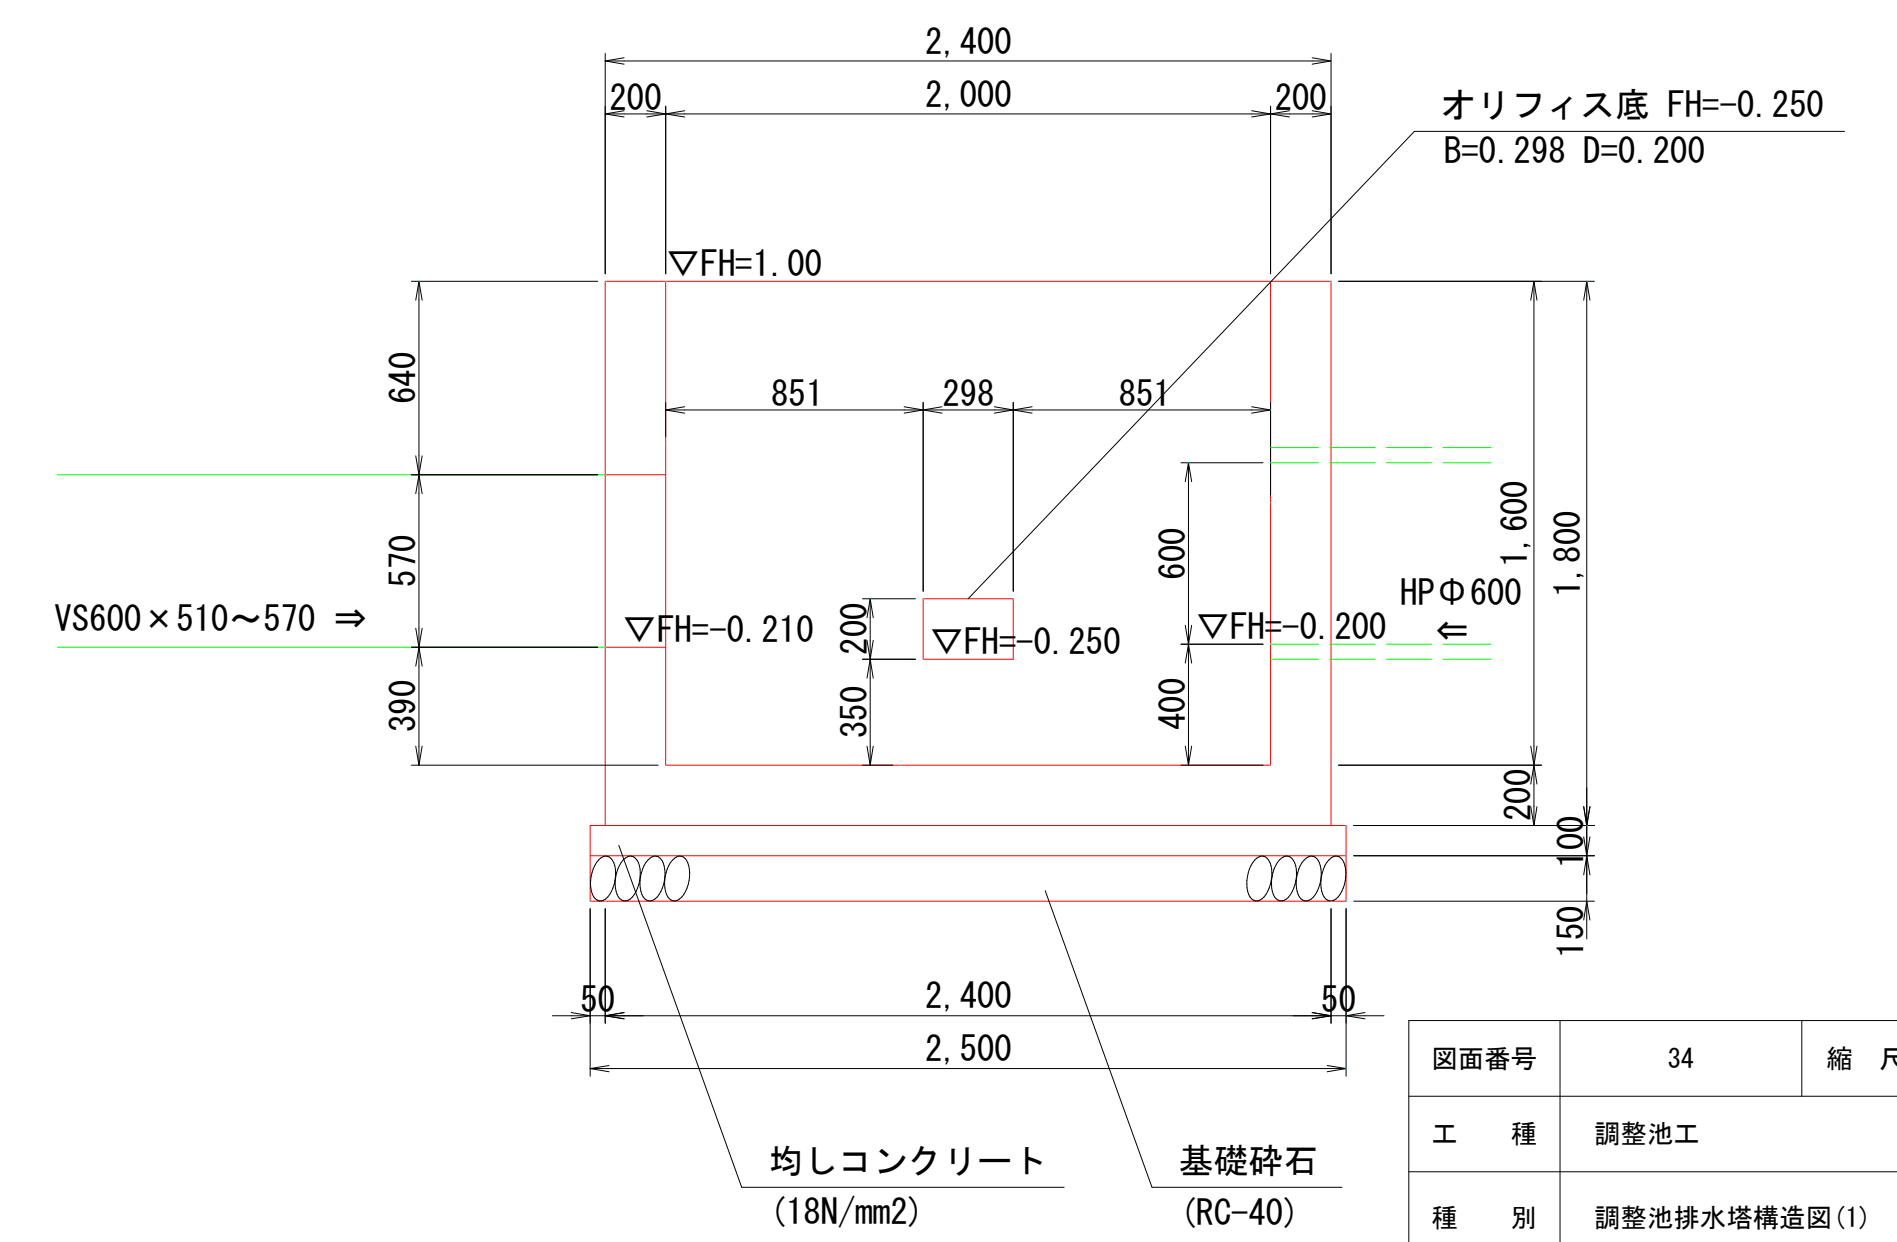 2,400
200
2,000
200
オリフィス底 FH=-0.250
B=0.298 D=0.200
▽FH=1.00
640
851
298
851
570
600
1,600
1,800
VS600×510～570 ⇒
▽FH=-0.210
200
▽FH=-0.250
▽FH=-0.200
HPΦ600
⇐
390
350
400
200
100
150
50
2,400
50
2,500
均しコンクリート
(18N/mm2)
基礎砕石
(RC-40)
図面番号 34 縮 尺
工 種 調整池工
種 別 調整池排水塔構造図(1)